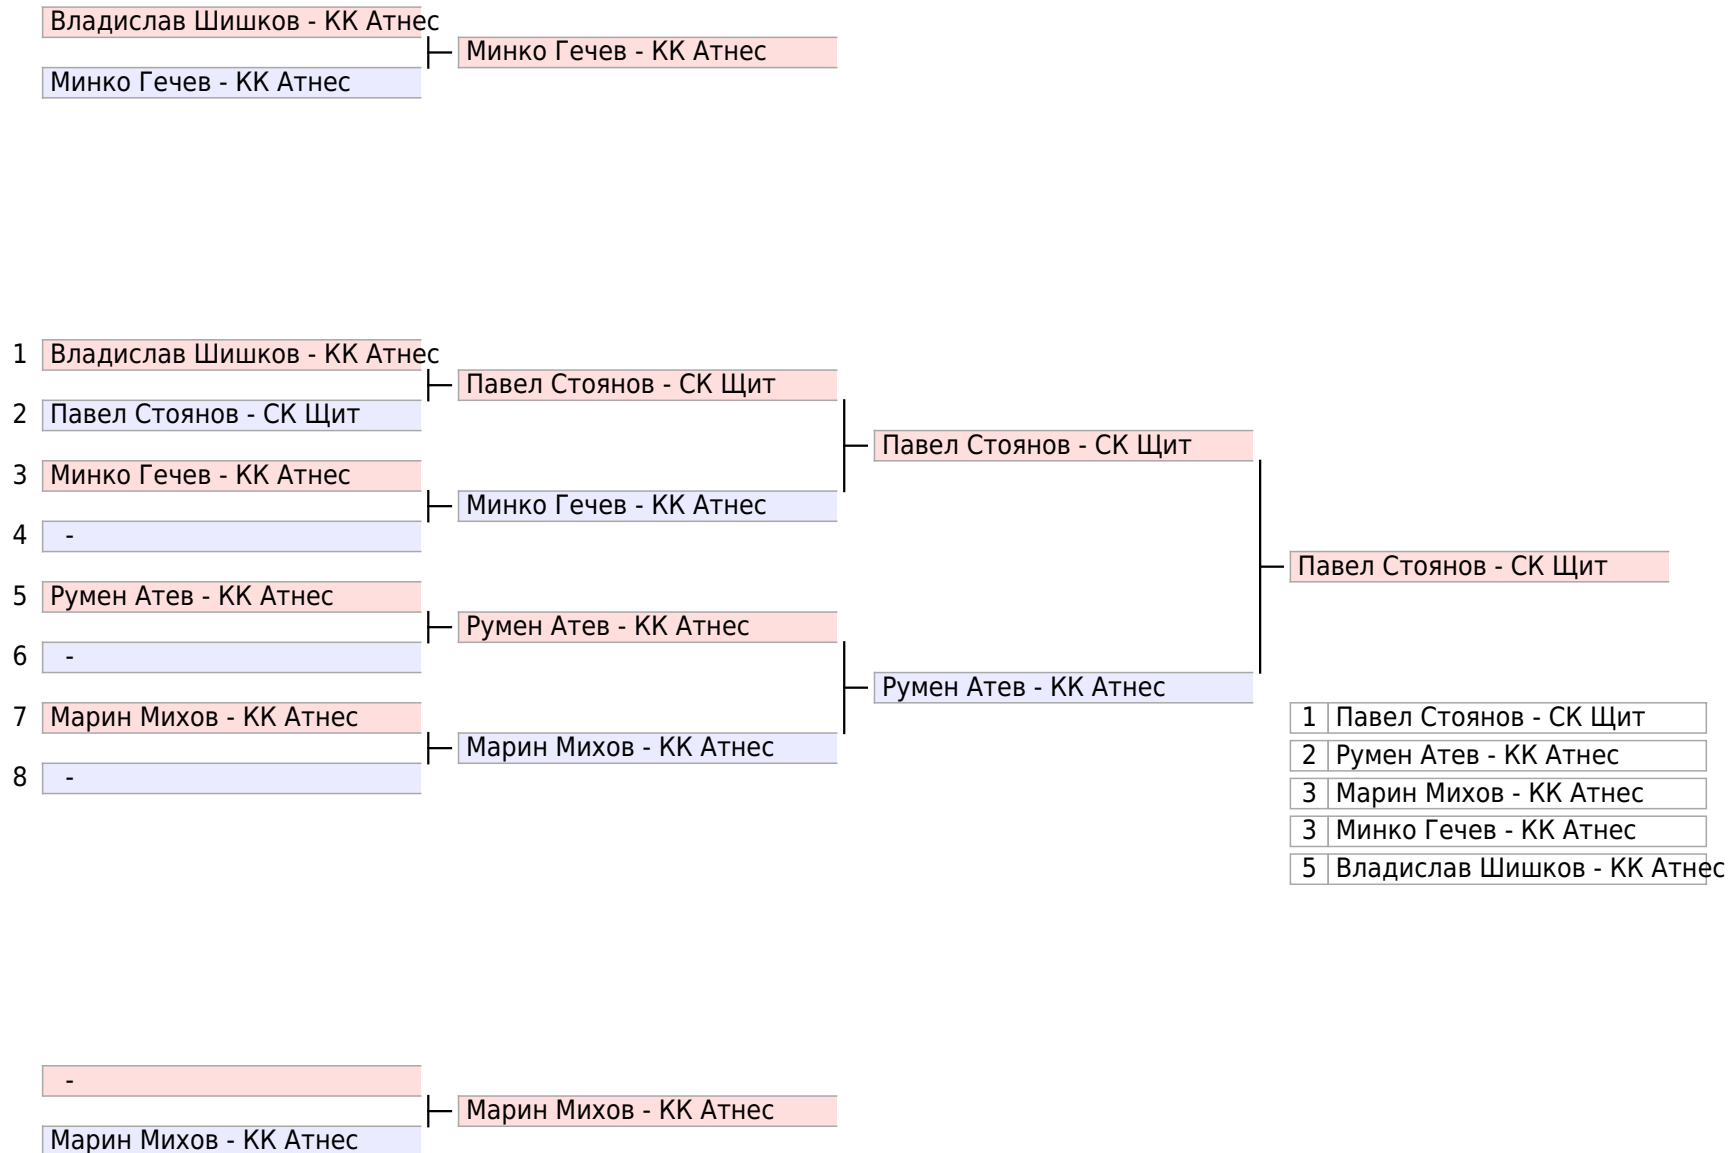 Владислав Шишков - КК Атнес
Минко Гечев - КК Атнес
Минко Гечев - КК Атнес
1 Владислав Шишков - КК Атнес
Павел Стоянов - СК Щит
2 Павел Стоянов - СК Щит
Павел Стоянов - СК Щит
3 Минко Гечев - КК Атнес
Минко Гечев - КК Атнес
4 -
Павел Стоянов - СК Щит
5 Румен Атев - КК Атнес
Румен Атев - КК Атнес
6 -
Румен Атев - КК Атнес
7 Марин Михов - КК Атнес
Марин Михов - КК Атнес
8 -
1 Павел Стоянов - СК Щит
2 Румен Атев - КК Атнес
3 Марин Михов - КК Атнес
3 Минко Гечев - КК Атнес
5 Владислав Шишков - КК Атнес
-
Марин Михов - КК Атнес
Марин Михов - КК Атнес